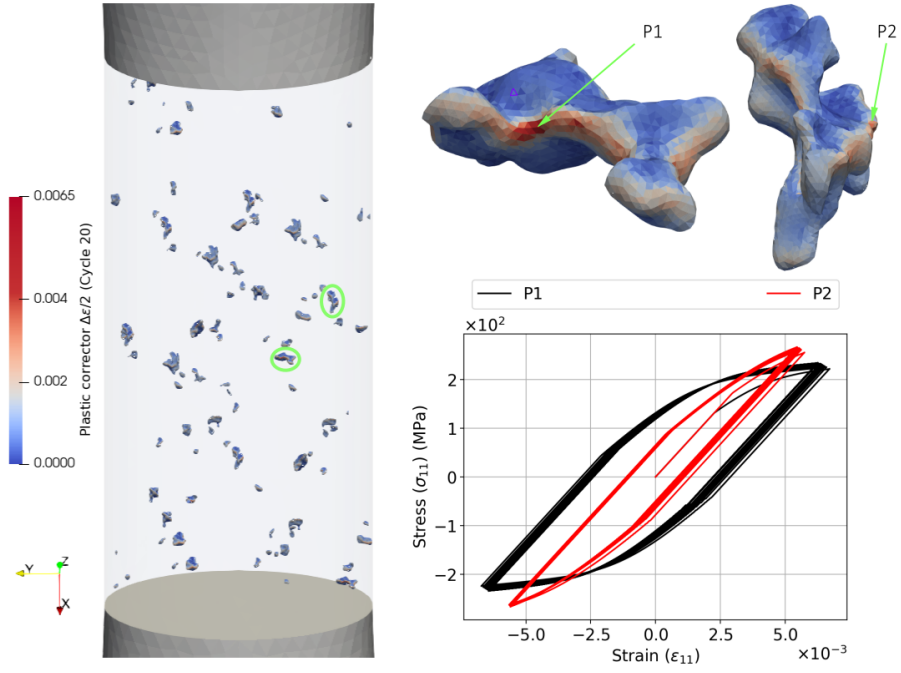 P1
P2
0.0065
0.004
0.002
0.0000
Plastic corrector Δε/2 (Cycle 20)
Z
Y
X
P1
P2
×10²
2
1
0
−1
−2
Stress (σ₁₁) (MPa)
−5.0
−2.5
0.0
2.5
5.0
Strain (ε₁₁)
×10⁻³